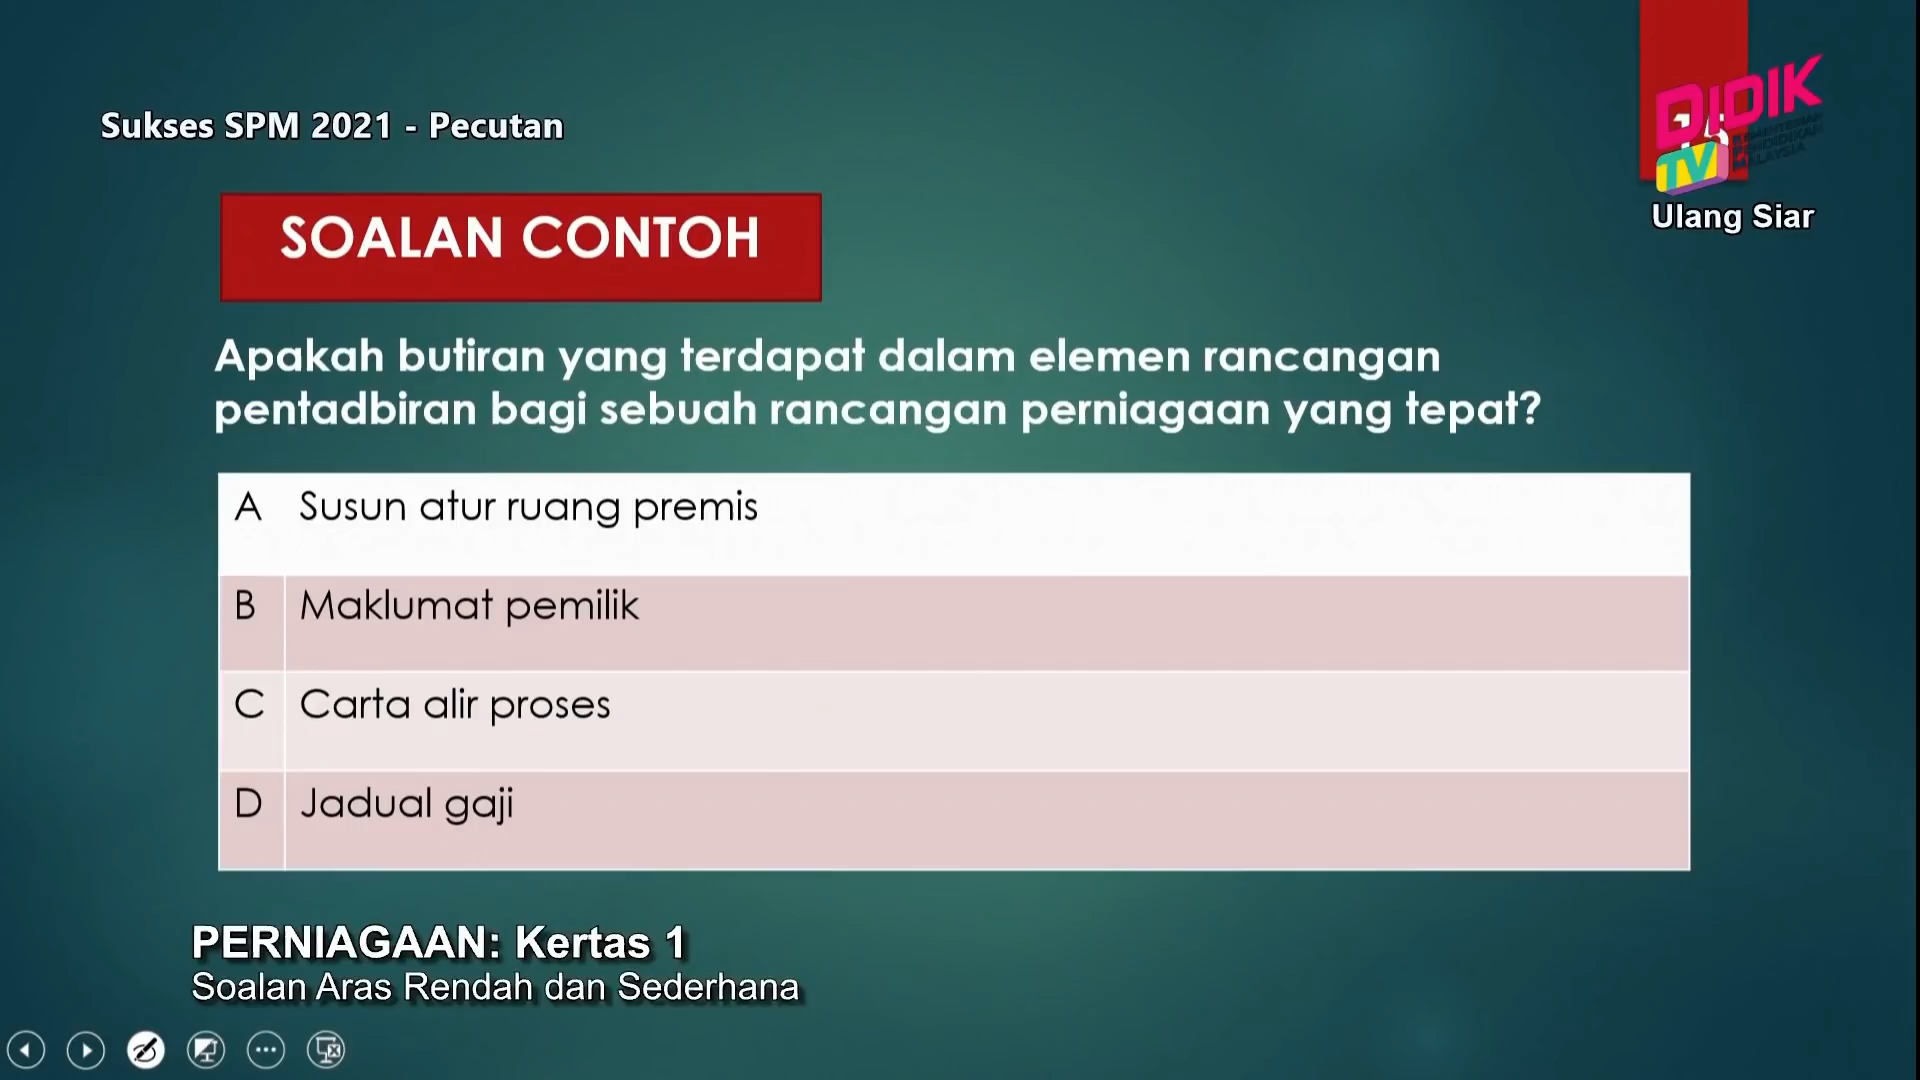 Sukses SPM 2021 - Pecutan
DIDIK
TV
Ulang Siar
SOALAN CONTOH
Apakah butiran yang terdapat dalam elemen rancangan
pentadbiran bagi sebuah rancangan perniagaan yang tepat?
A Susun atur ruang premis
B Maklumat pemilik
C Carta alir proses
D Jadual gaji
PERNIAGAAN: Kertas 1
Soalan Aras Rendah dan Sederhana